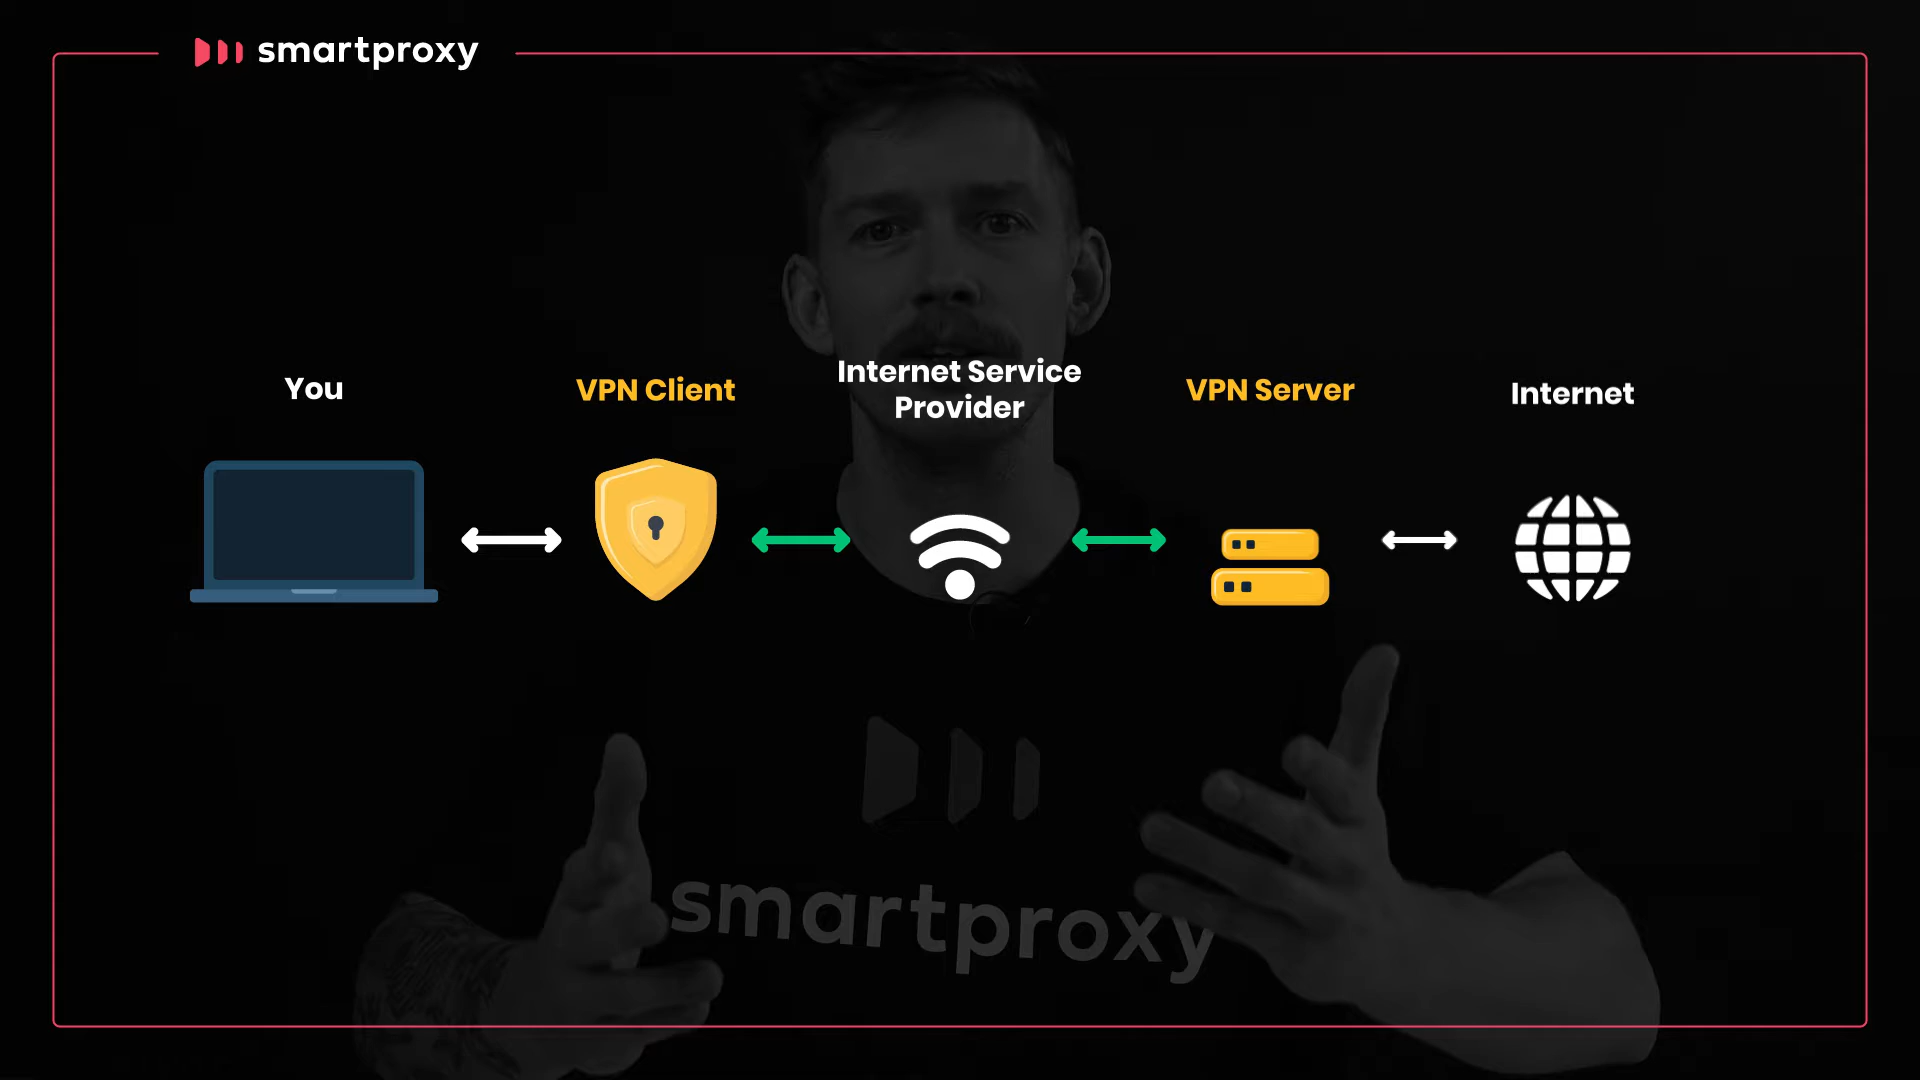 smartproxy
You
VPN Client
Internet Service
Provider
VPN Server
Internet
smartproxy